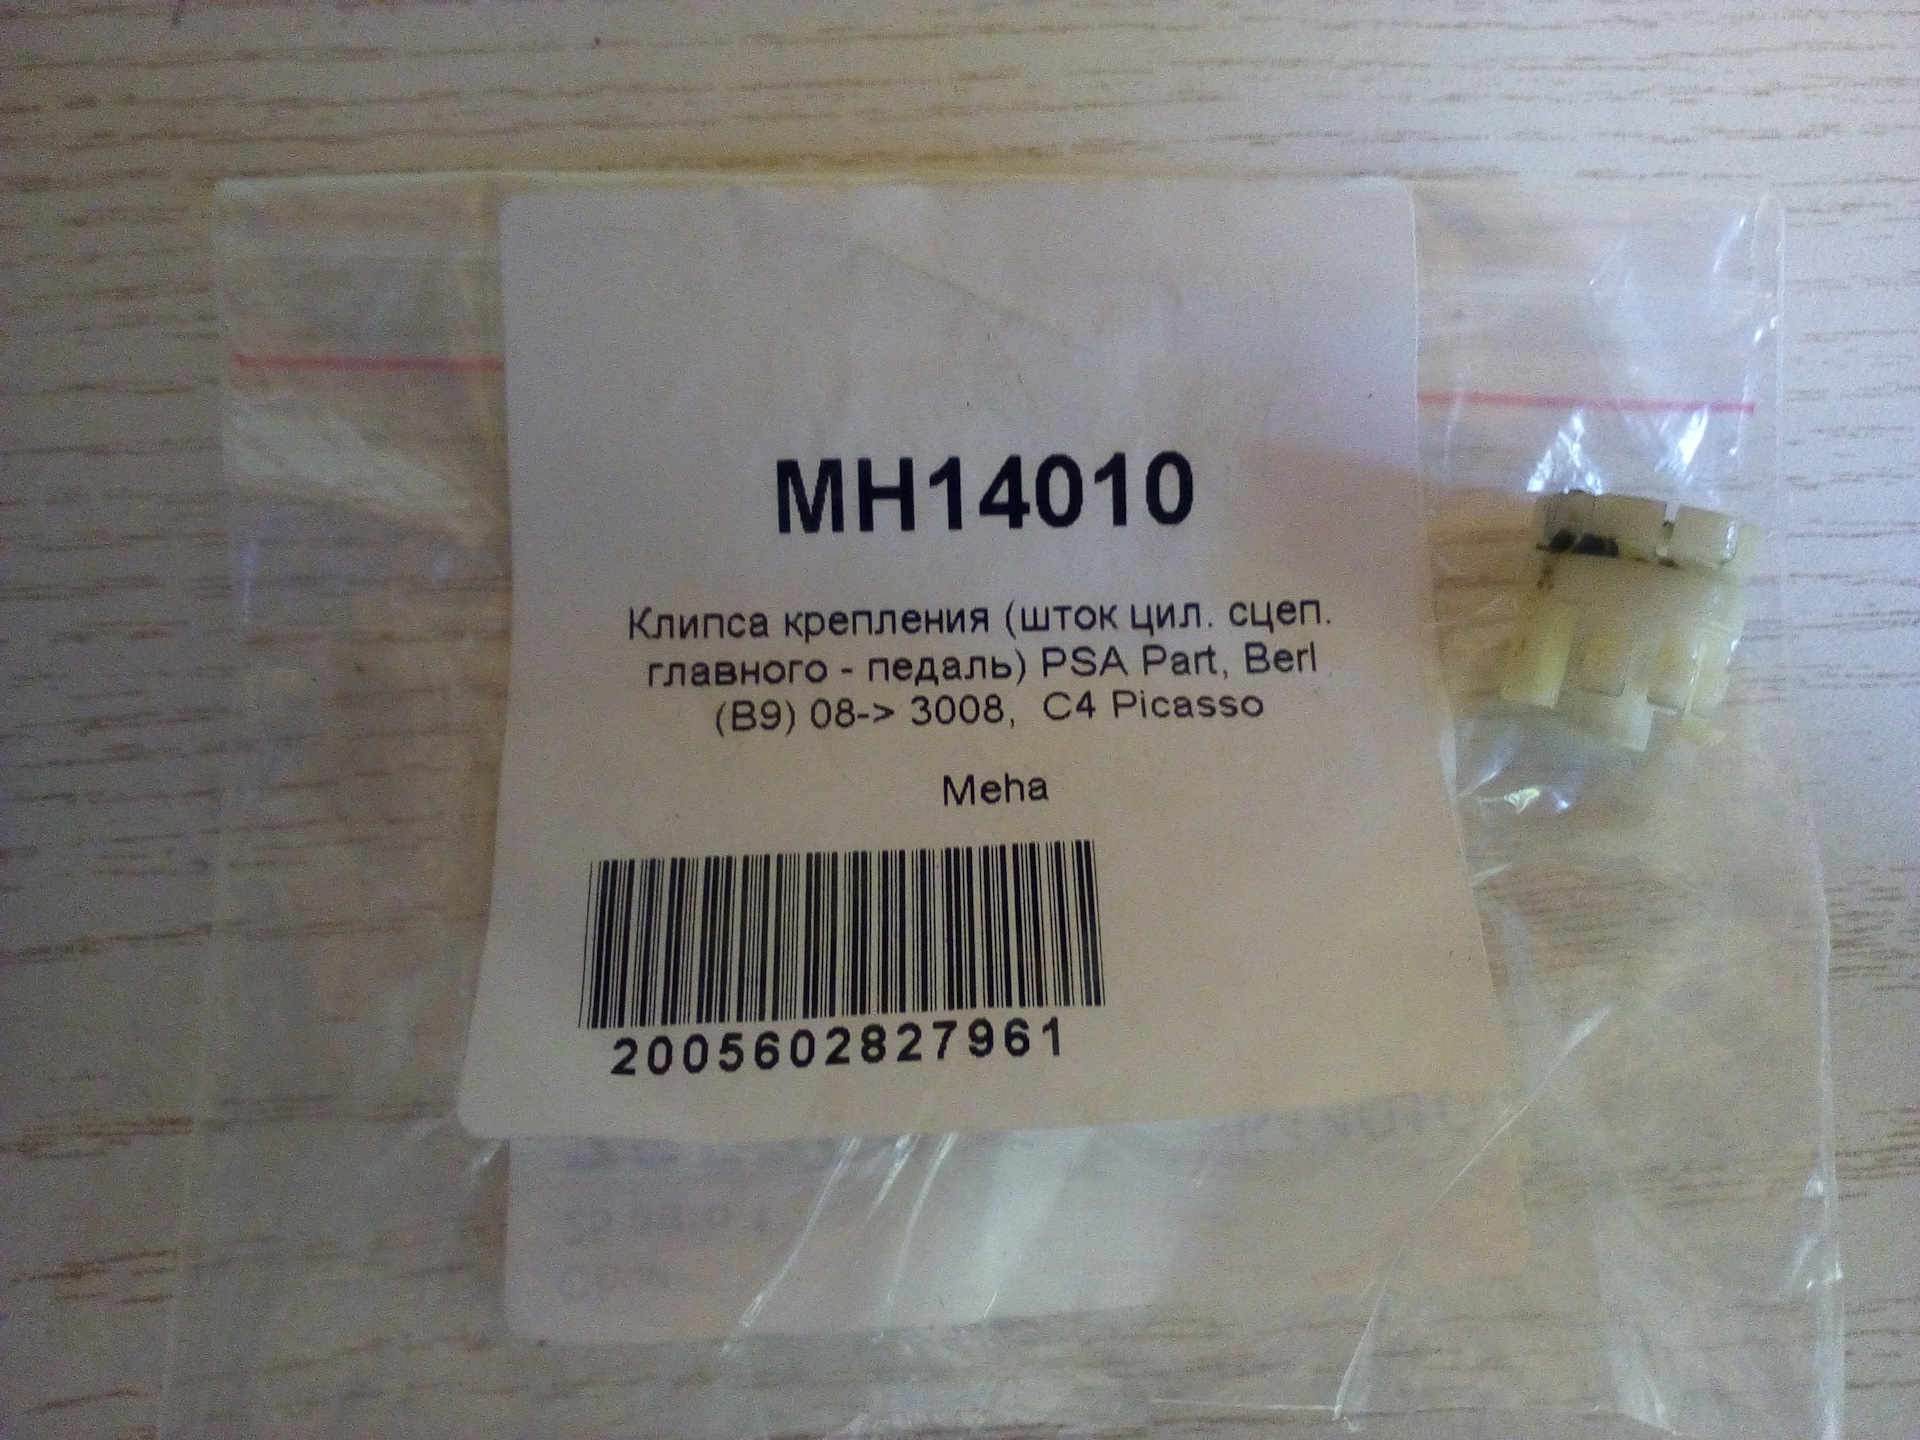 MH14010
Клипса крепления (шток цил. сцеп.
главного - педаль) PSA Part, Berl
(B9) 08-> 3008, C4 Picasso
Meha
2005602827961